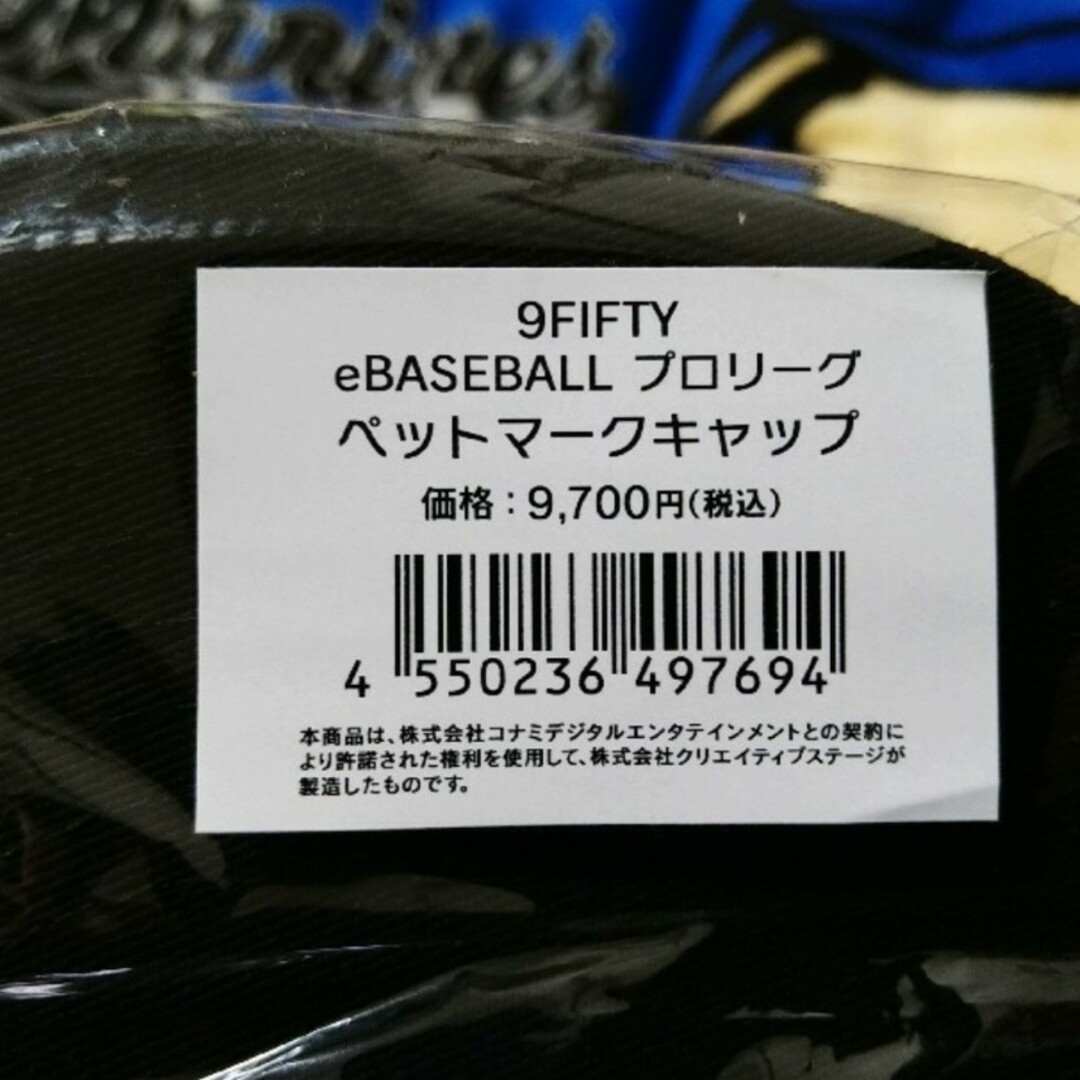 9FIFTY
eBASEBALL プロリーグ
ペットマークキャップ
価格：9,700円（税込）
4 550236 497694
本商品は、株式会社コナミデジタルエンタテインメントとの契約に
より許諾された権利を使用して、株式会社クリエイティブステージが
製造したものです。